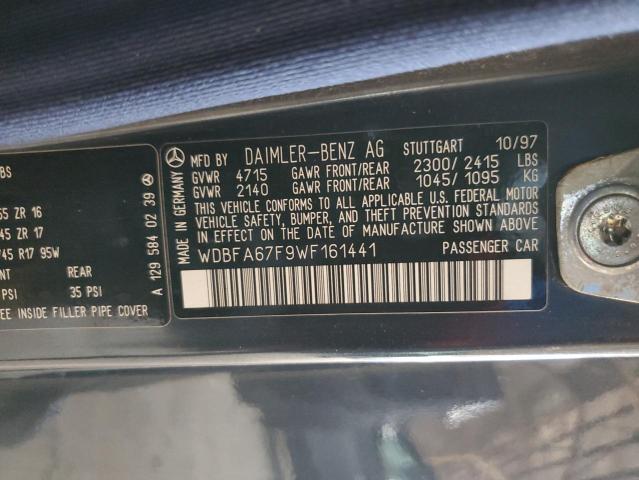 BS
55 ZR 16
45 ZR 17
/45 R17 95W
ENT REAR
PSI 35 PSI
EE INSIDE FILLER PIPE COVER
A 129 584 02 39
MADE IN GERMANY
MFD BY DAIMLER-BENZ AG STUTTGART 10/97
GVWR 4715 GAWR FRONT/REAR 2300/ 2415 LBS
GVWR 2140 GAWR FRONT/REAR 1045/ 1095 KG
THIS VEHICLE CONFORMS TO ALL APPLICABLE U.S. FEDERAL MOTOR
VEHICLE SAFETY, BUMPER, AND THEFT PREVENTION STANDARDS
IN EFFECT ON THE DATE OF MANUFACTURE SHOWN ABOVE
WDBFA67F9WF161441 PASSENGER CAR